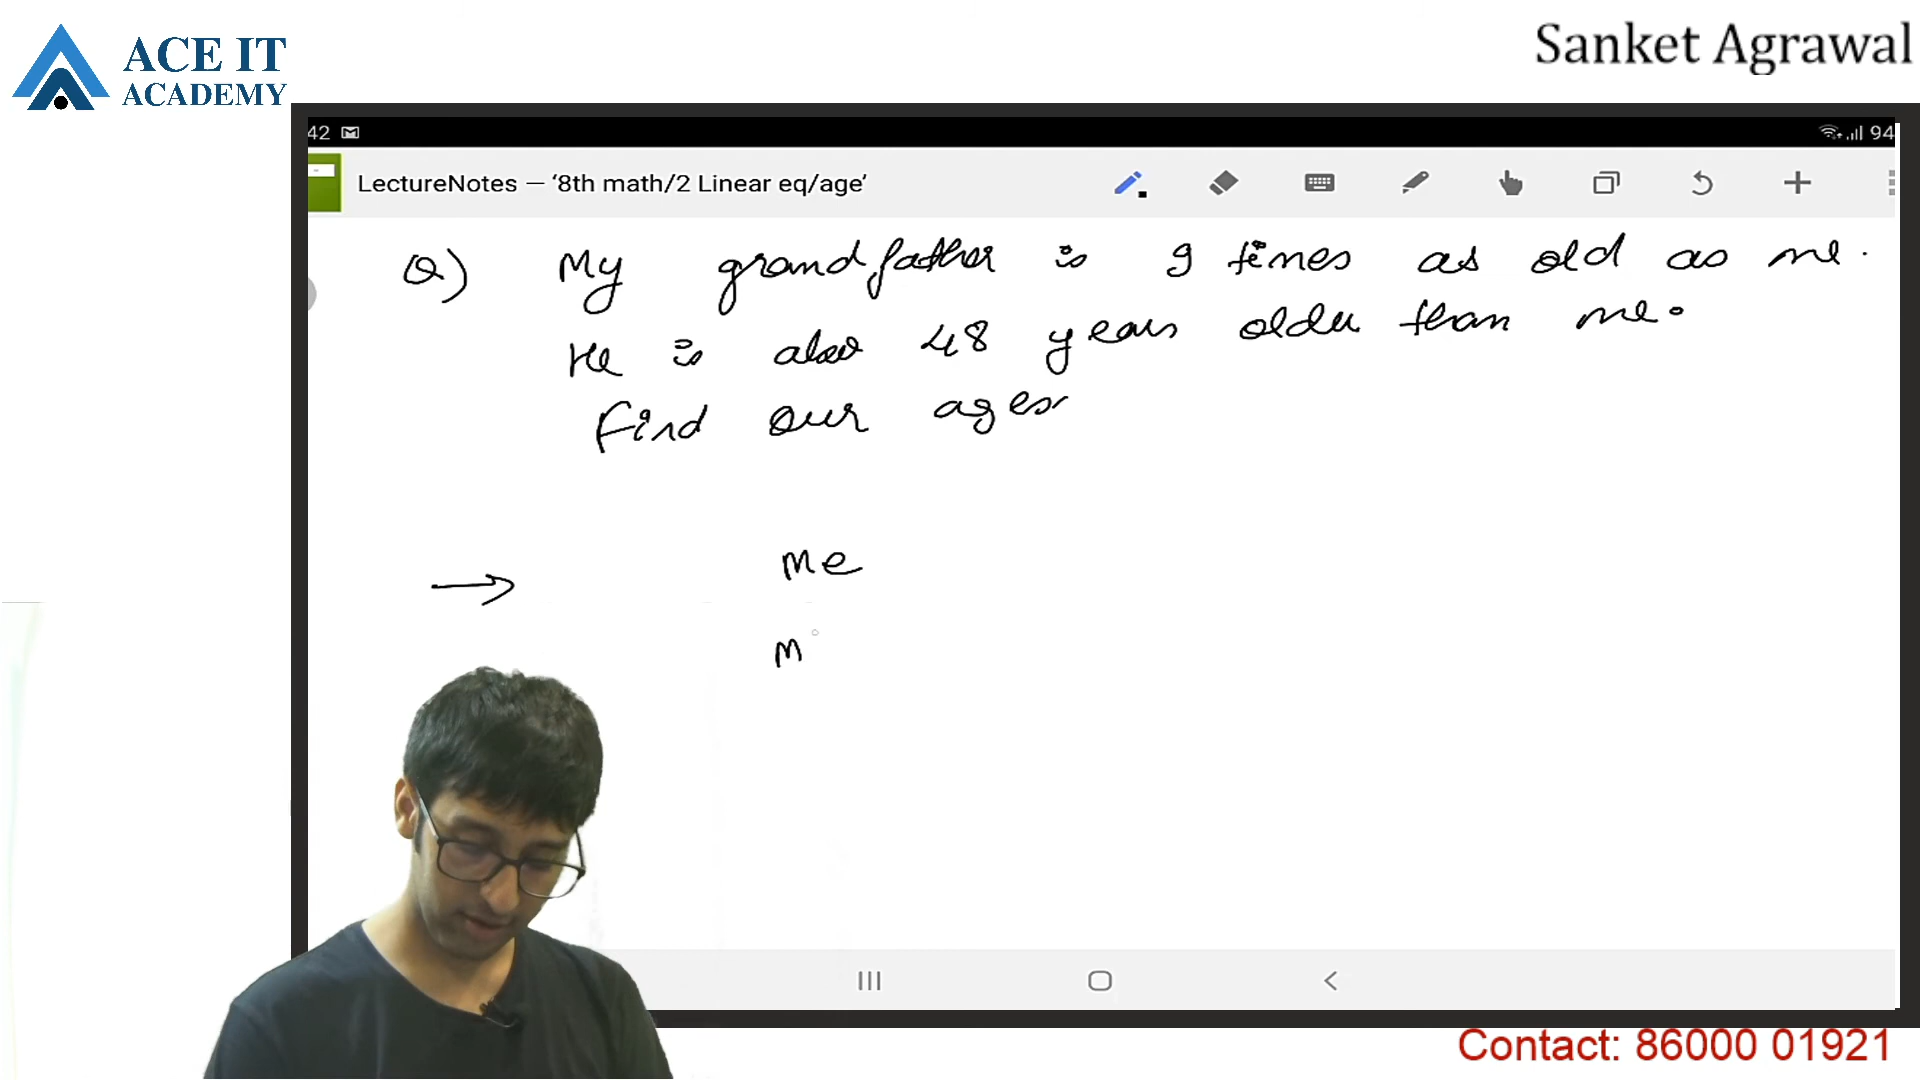 ACE IT
ACADEMY
Sanket Agrawal
42
94
LectureNotes — ‘8th math/2 Linear eq/age’
Q) My grandfather is 9 times as old as me.
He is also 48 years older than me.
Find our ages
→ Me
M
Contact: 86000 01921